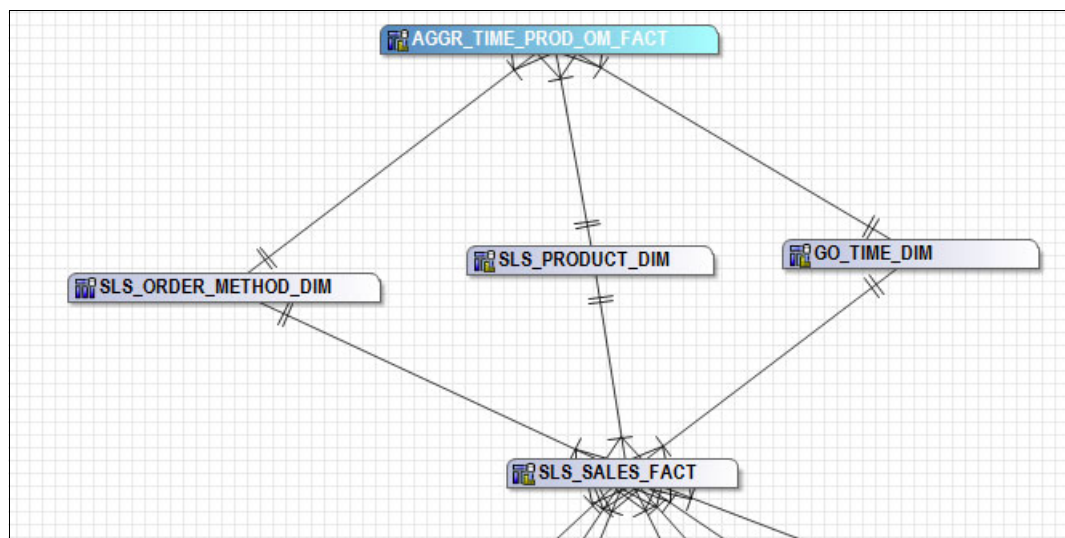 AGGR_TIME_PROD_OM_FACT
SLS_ORDER_METHOD_DIM
SLS_PRODUCT_DIM
GO_TIME_DIM
SLS_SALES_FACT